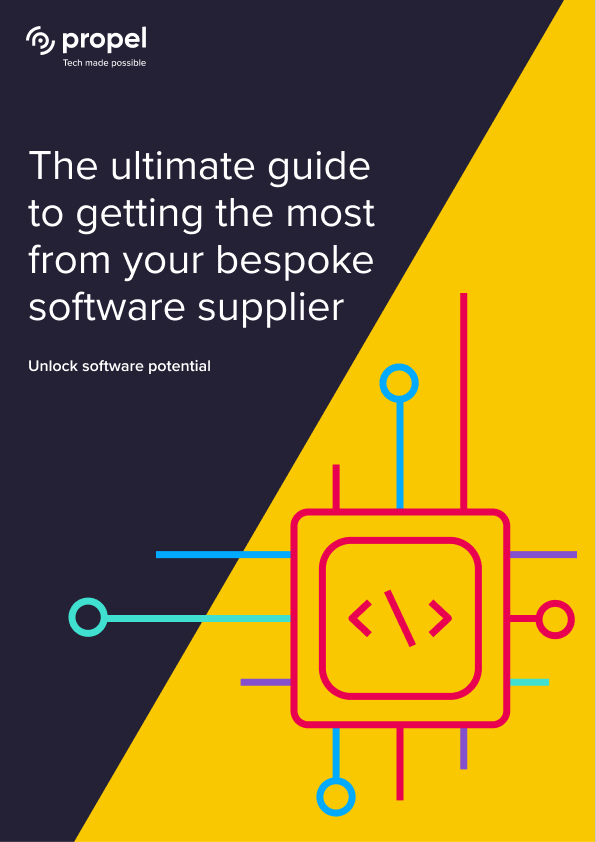 propel
Tech made possible
The ultimate guide
to getting the most
from your bespoke
software supplier
Unlock software potential
<\>